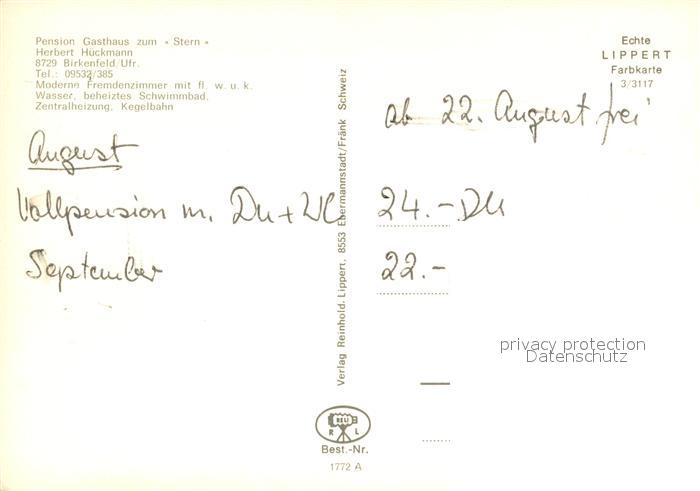 Pension Gasthaus zum « Stern »
Herbert Hückmann
8729 Birkenfeld/Ufr.
Tel.: 09532/385
Moderne Fremdenzimmer mit fl. w. u. k.
Wasser, beheiztes Schwimmbad,
Zentralheizung, Kegelbahn
August
Vollpension m. Du + WC
September
Verlag Reinhold. Lippert, 8553 Ebermannstadt/Fränk Schweiz
RELI
R L
Best.-Nr.
1772 A
Echte
LIPPERT
Farbkarte
3/3117
ab 22. August frei
24.- DM
22.-
privacy protection
Datenschutz